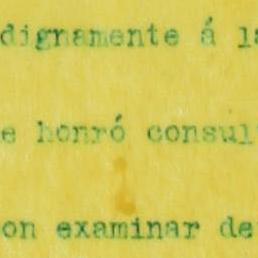 dignamente á la
e honró consul
on examinar de